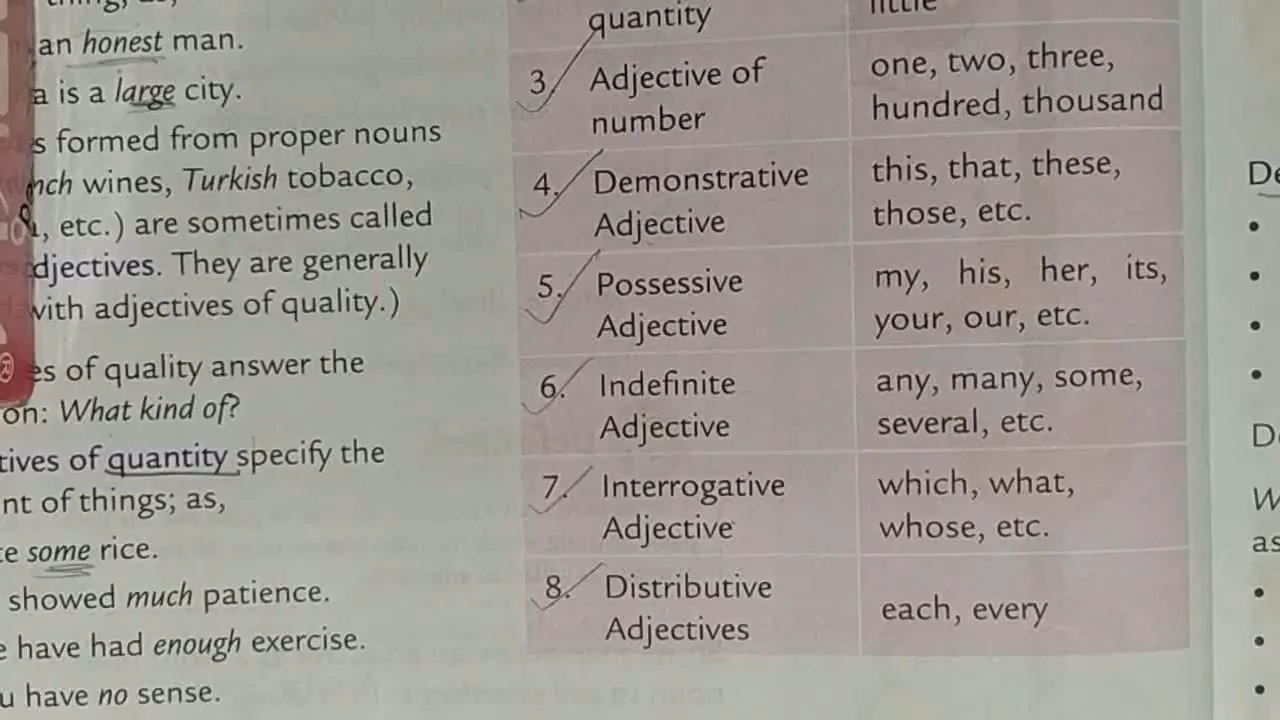 an honest man.
a is a large city.
s formed from proper nouns
nch wines, Turkish tobacco,
, etc.) are sometimes called
djectives. They are generally
with adjectives of quality.)
es of quality answer the
on: What kind of?
tives of quantity specify the
nt of things; as,
te some rice.
showed much patience.
e have had enough exercise.
u have no sense.
quantity
little
3. Adjective of
number
one, two, three,
hundred, thousand
4. Demonstrative
Adjective
this, that, these,
those, etc.
5. Possessive
Adjective
my, his, her, its,
your, our, etc.
6. Indefinite
Adjective
any, many, some,
several, etc.
7. Interrogative
Adjective
which, what,
whose, etc.
8. Distributive
Adjectives
each, every
De
•
•
•
•
D
W
as
•
•
•